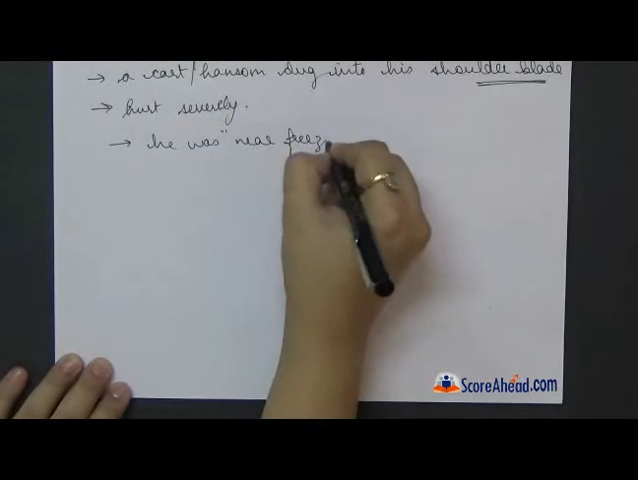 → a cart/hansom dug into his shoulder blade
→ hurt severely.
→ he was "near freez
ScoreAhead.com